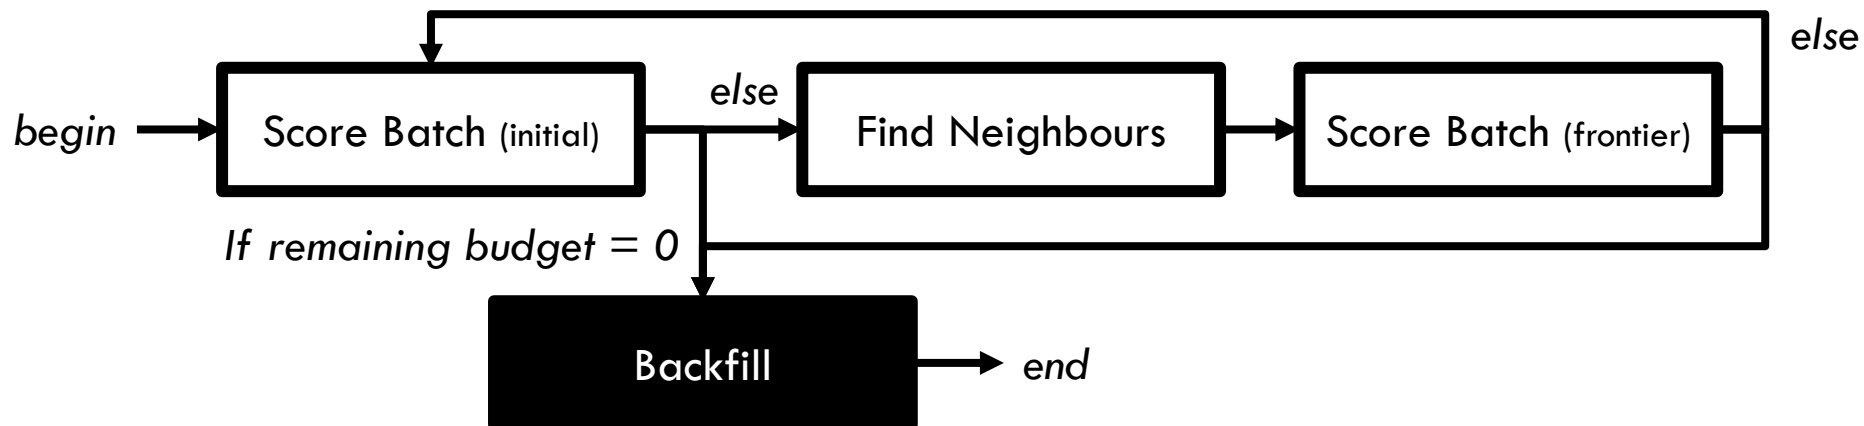 else
else
begin
Score Batch (initial)
Find Neighbours
Score Batch (frontier)
If remaining budget = 0
Backfill
end